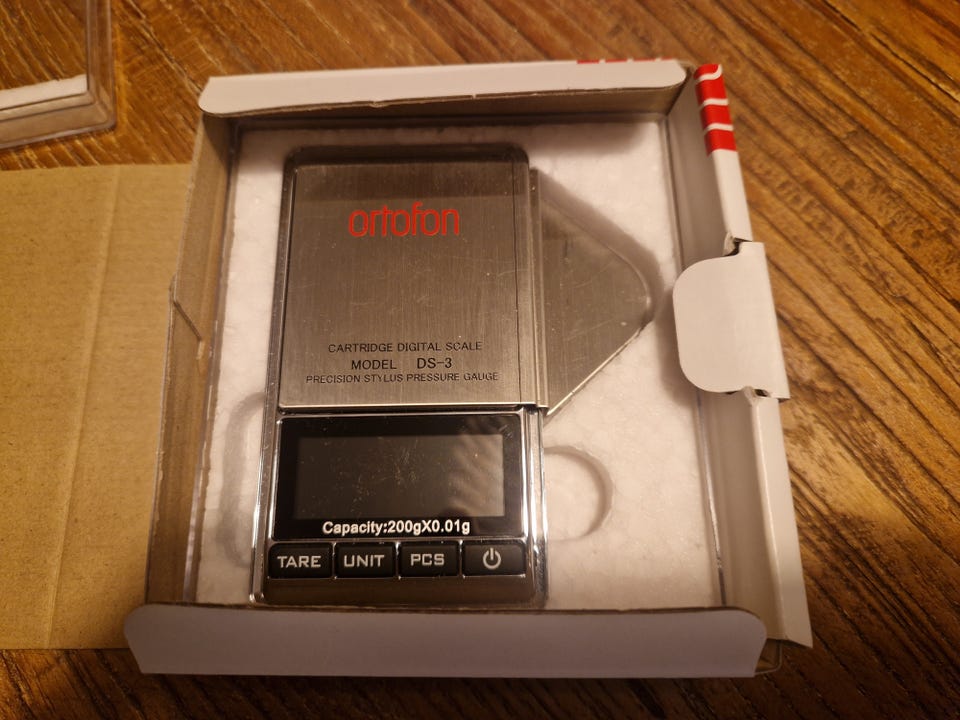 ortofon
CARTRIDGE DIGITAL SCALE
MODEL DS-3
PRECISION STYLUS PRESSURE GAUGE
Capacity:200gX0.01g
TARE UNIT PCS